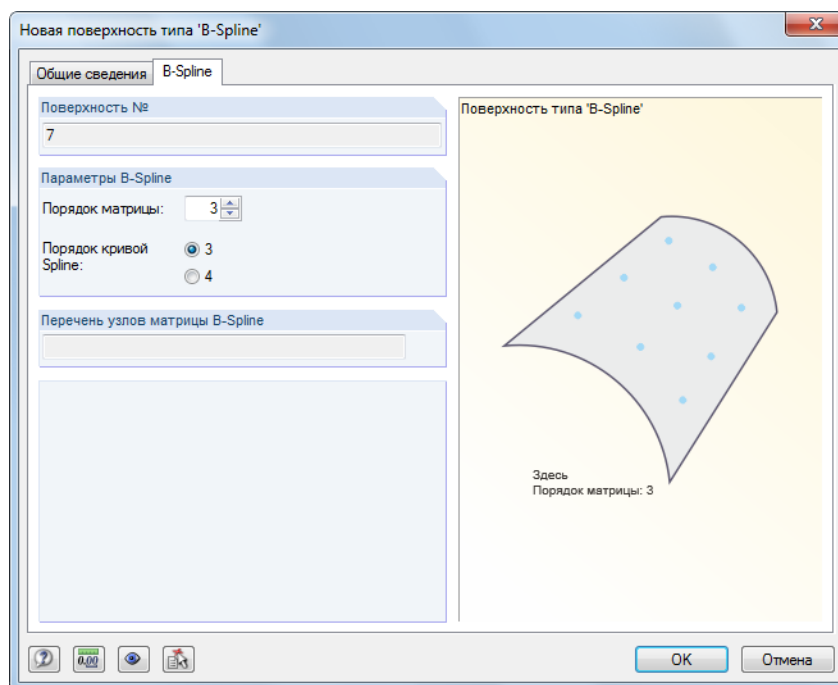 Новая поверхность типа 'B-Spline'
Общие сведения
B-Spline
Поверхность №
7
Параметры B-Spline
Порядок матрицы:
3
Порядок кривой
Spline:
3
4
Перечень узлов матрицы B-Spline
Поверхность типа 'B-Spline'
Здесь
Порядок матрицы: 3
0.00
OK
Отмена